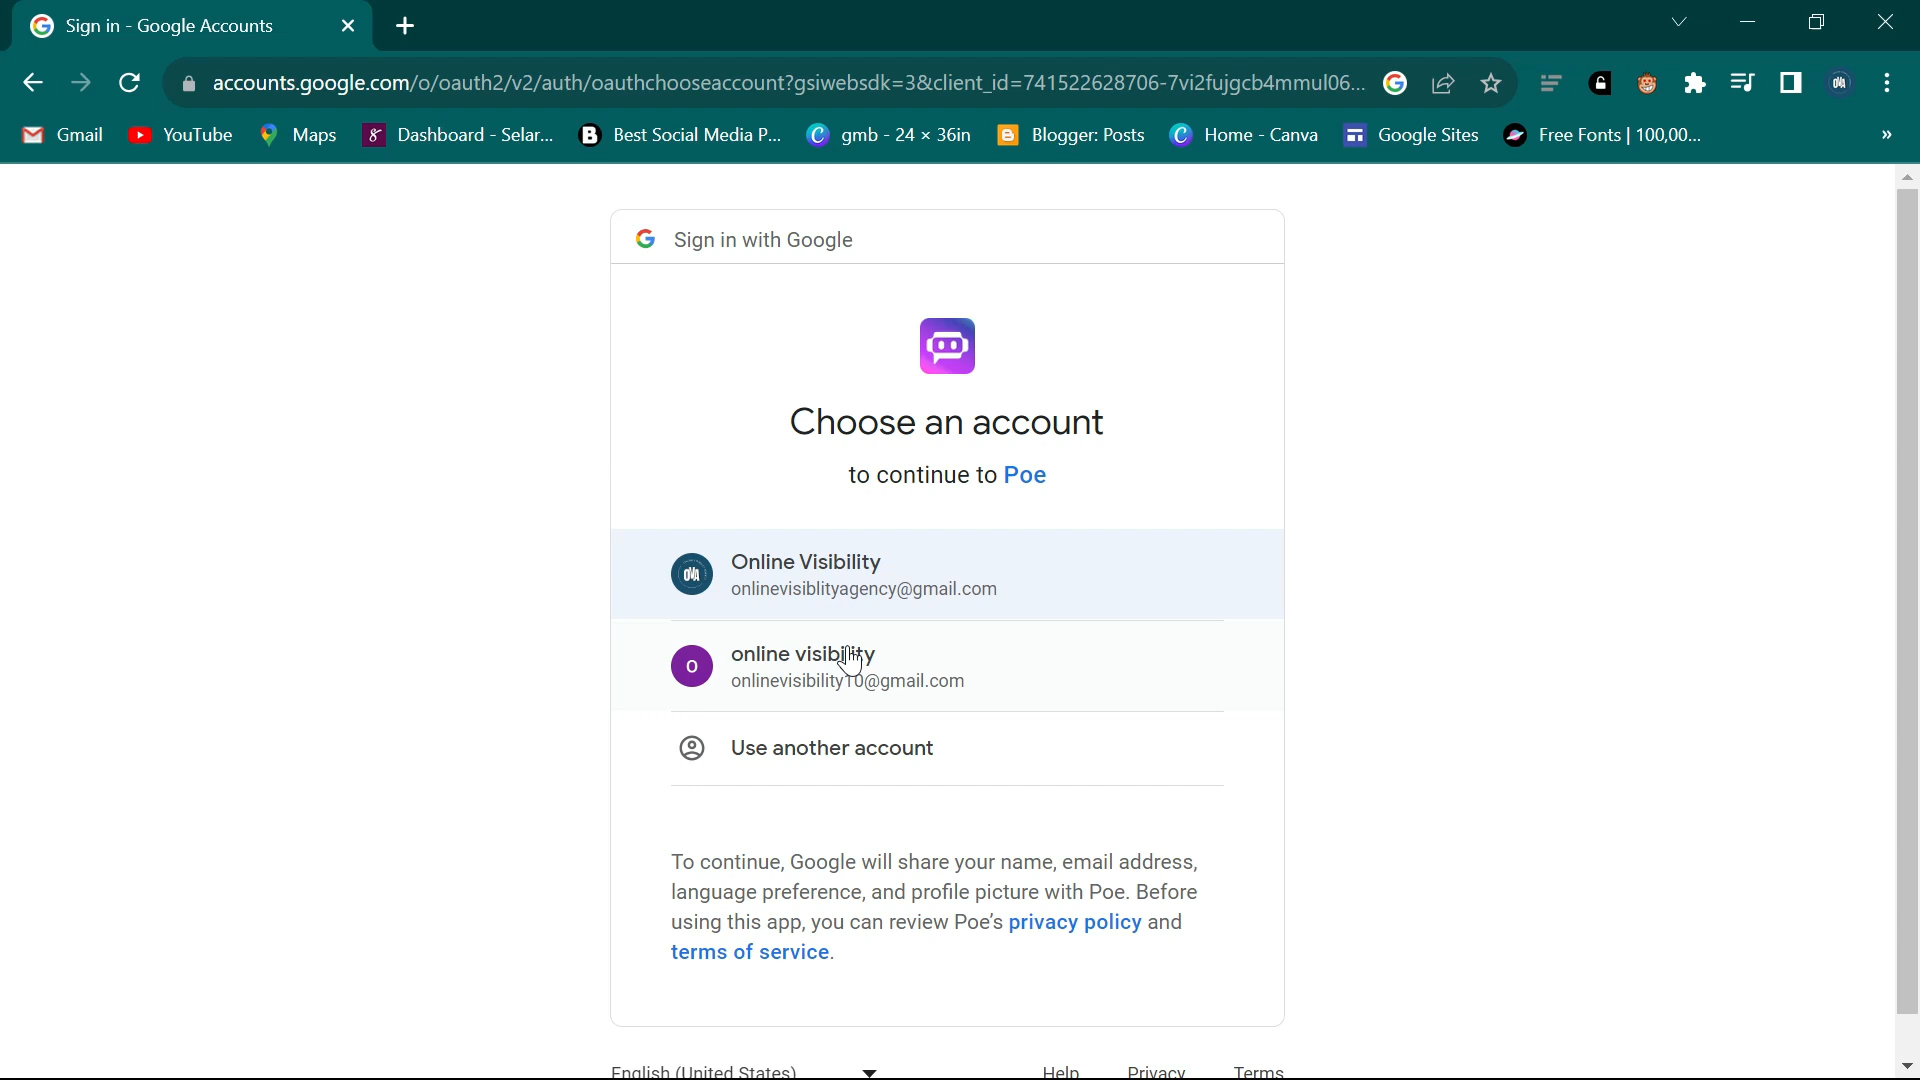 Sign in - Google Accounts
accounts.google.com/o/oauth2/v2/auth/oauthchooseaccount?gsiwebsdk=3&client_id=741522628706-7vi2fujgcb4mmul06...
Gmail YouTube Maps Dashboard - Selar... Best Social Media P... gmb - 24 × 36in Blogger: Posts Home - Canva Google Sites Free Fonts | 100,00... »
Sign in with Google
Choose an account
to continue to Poe
OVA
Online Visibility
onlinevisiblityagency@gmail.com
O
online visibility
onlinevisibility10@gmail.com
Use another account
To continue, Google will share your name, email address,
language preference, and profile picture with Poe. Before
using this app, you can review Poe's privacy policy and
terms of service.
English (United States) Help Privacy Terms